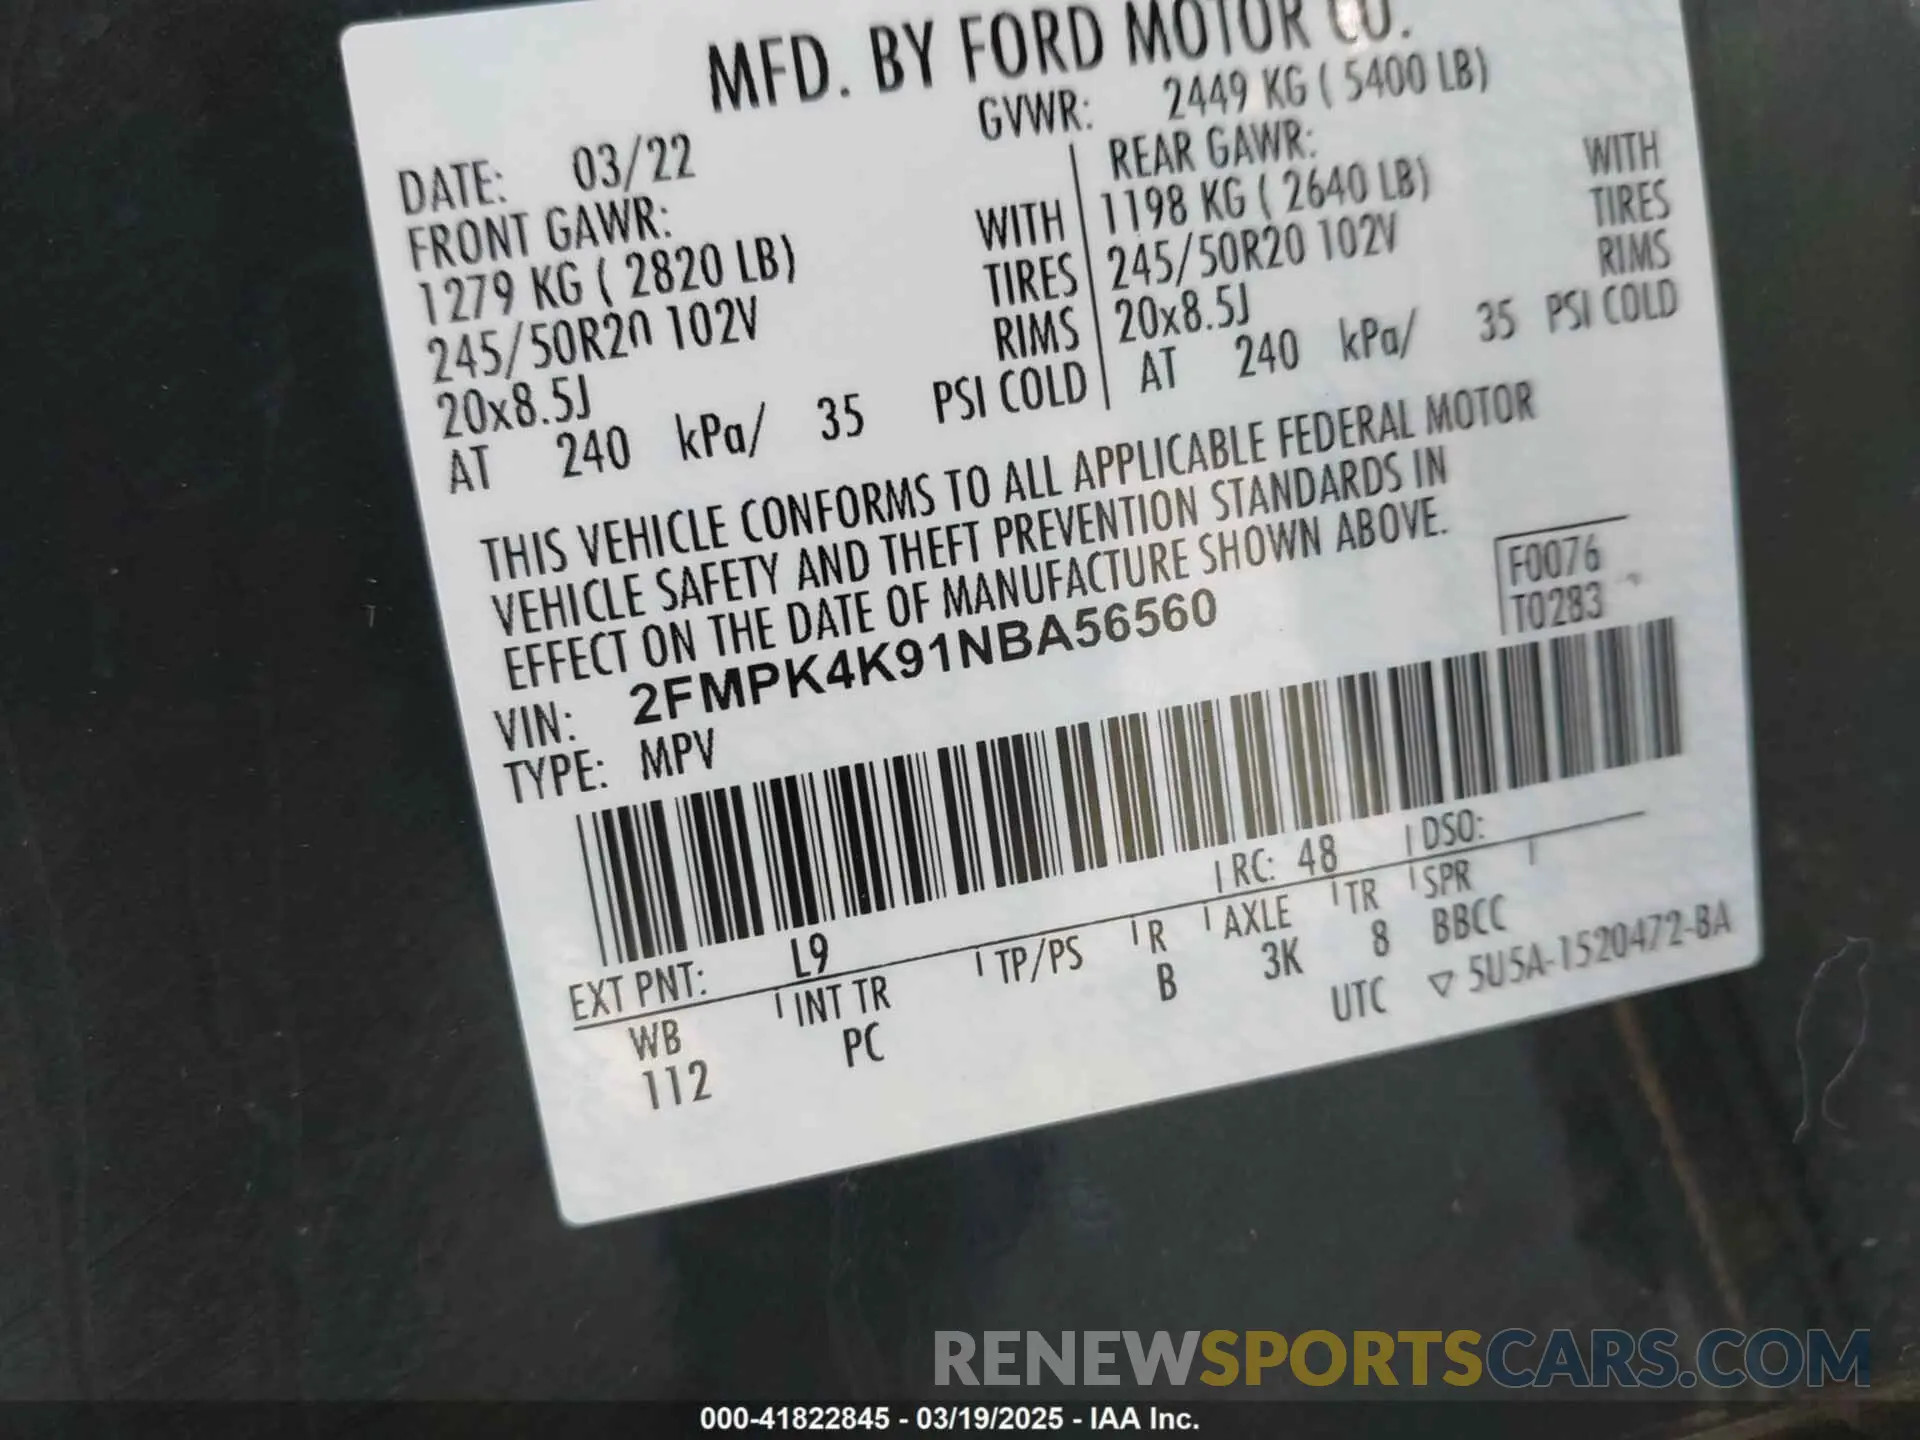 MFD. BY FORD MOTOR CO.
DATE: 03/22 GVWR: 2449 KG ( 5400 LB)
FRONT GAWR: REAR GAWR:
1279 KG ( 2820 LB) WITH 1198 KG ( 2640 LB) WITH
245/50R20 102V TIRES 245/50R20 102V TIRES
20x8.5J RIMS 20x8.5J RIMS
AT 240 kPa/ 35 PSI COLD AT 240 kPa/ 35 PSI COLD
THIS VEHICLE CONFORMS TO ALL APPLICABLE FEDERAL MOTOR
VEHICLE SAFETY AND THEFT PREVENTION STANDARDS IN
EFFECT ON THE DATE OF MANUFACTURE SHOWN ABOVE.
F0076
T0283
VIN: 2FMPK4K91NBA56560
TYPE: MPV
EXT PNT: L9 RC: 48 DSO:
WB INT TR TP/PS R AXLE TR SPR
112 PC B 3K 8 BBCC
UTC ▽ 5U5A-1520472-BA
RENEWSPORTSCARS.COM
000-41822845 - 03/19/2025 - IAA Inc.